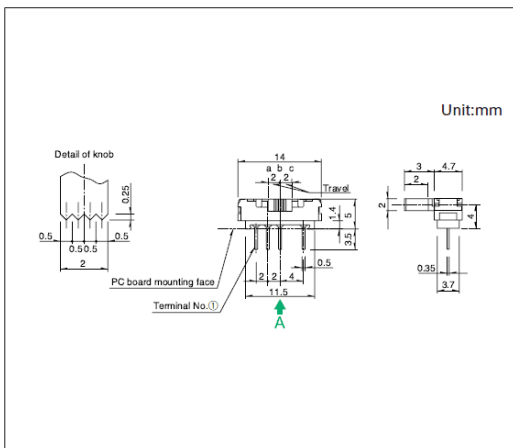 Unit:mm
Detail of knob
0.25
0.5
0.5 0.5
0.5
2
14
a b c
2 2
Travel
1.4
5
3.5
PC board mounting face
2 2 4
0.5
Terminal No.①
11.5
A
3 4.7
2
2
4
0.35
3.7